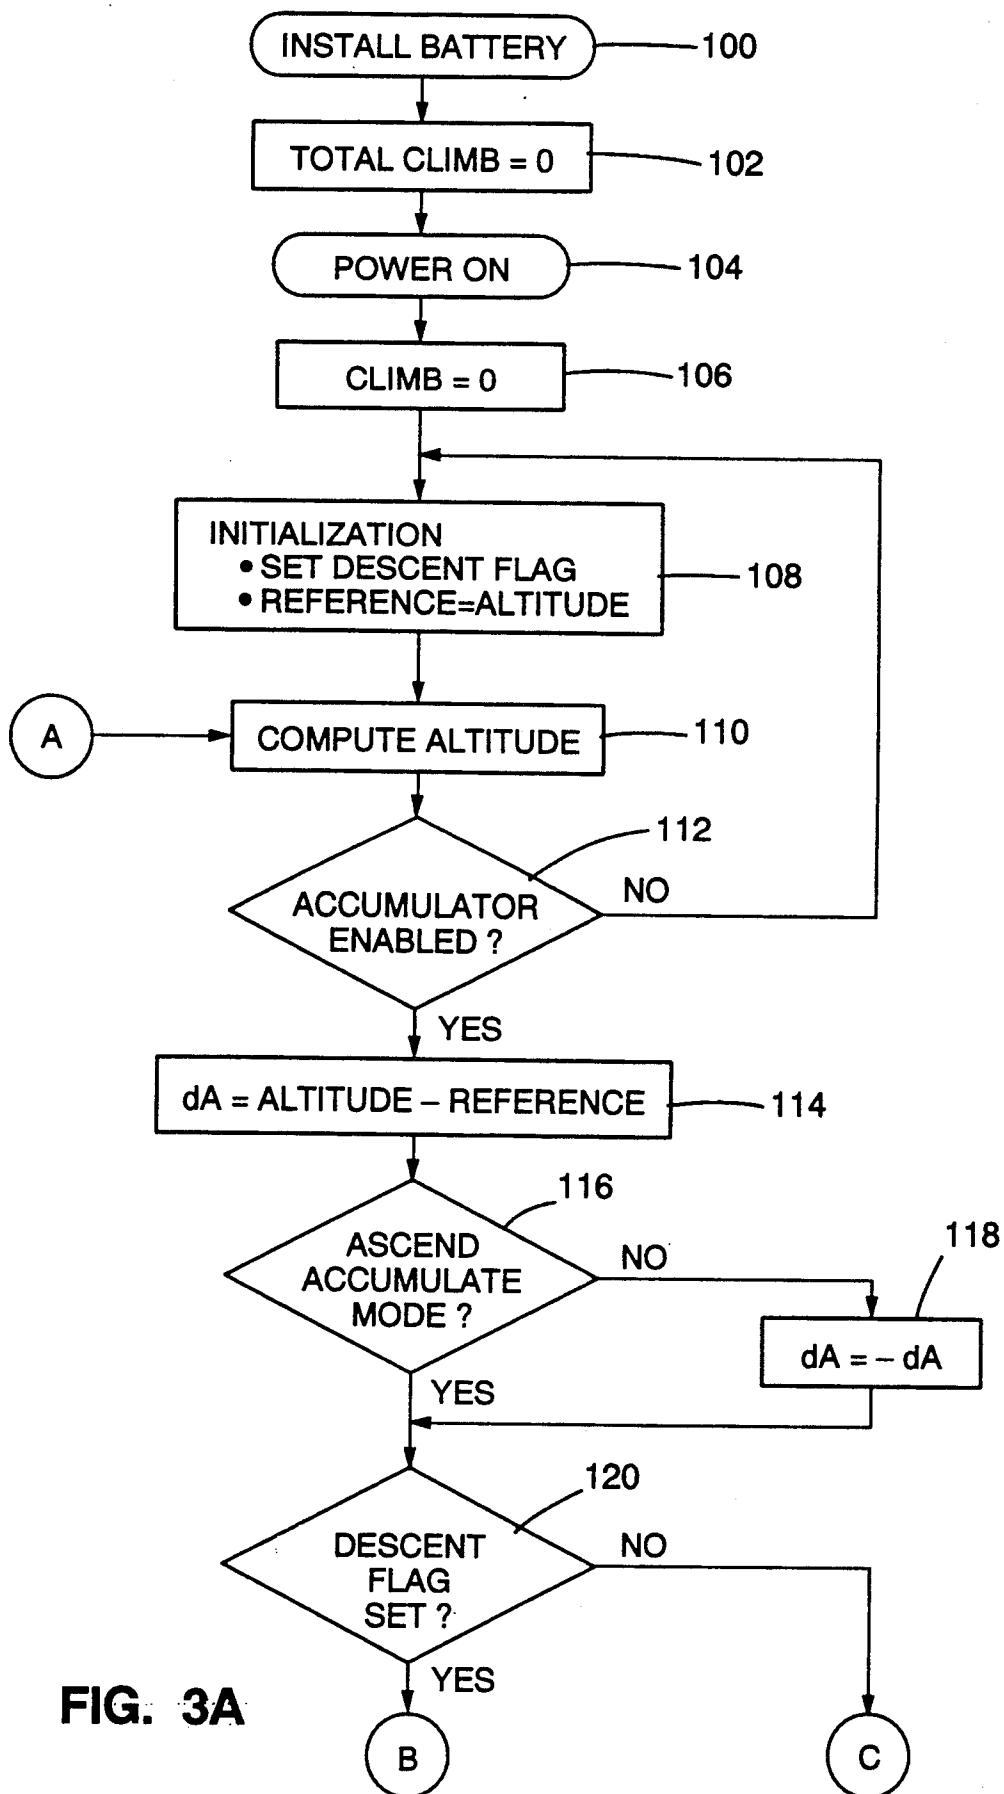 INSTALL BATTERY
100
TOTAL CLIMB = 0
102
POWER ON
104
CLIMB = 0
106
INITIALIZATION
• SET DESCENT FLAG
• REFERENCE=ALTITUDE
108
A
COMPUTE ALTITUDE
110
112
ACCUMULATOR
ENABLED ?
NO
YES
dA = ALTITUDE – REFERENCE
114
116
ASCEND
ACCUMULATE
MODE ?
NO
118
dA = – dA
YES
120
DESCENT
FLAG
SET ?
NO
YES
FIG. 3A
B
C